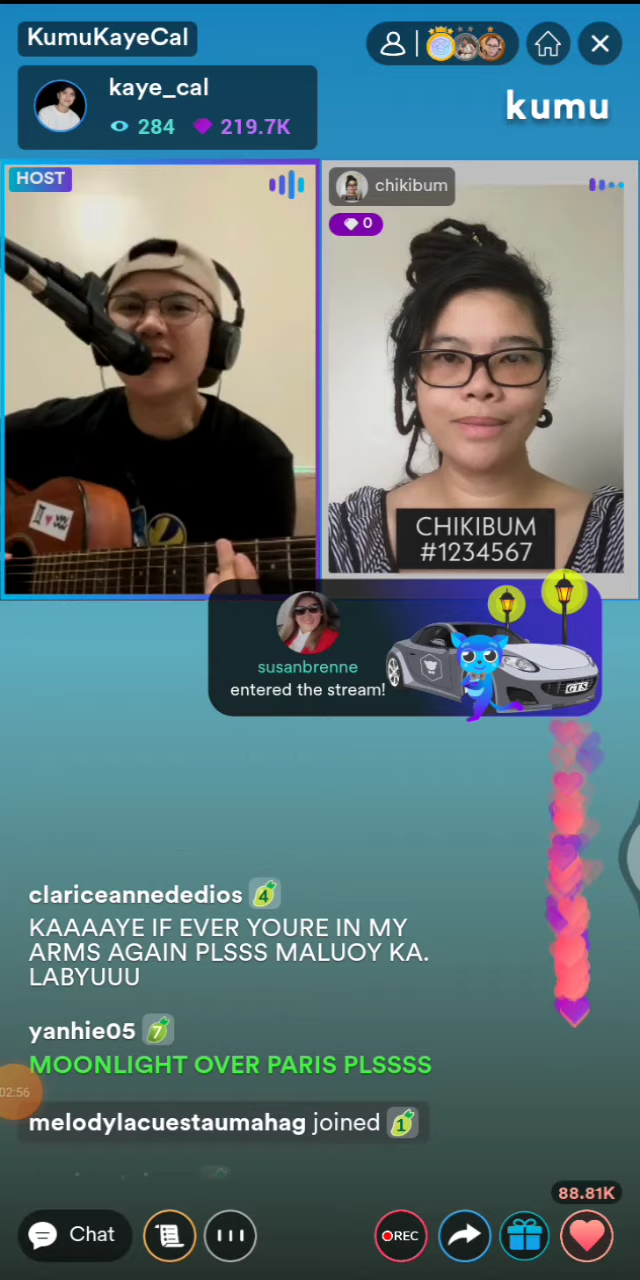 KumuKayeCal
kaye_cal
284 219.7K
kumu
HOST
chikibum
0
CHIKIBUM
#1234567
susanbrenne
entered the stream!
GTS
clariceannededios 4
KAAAAYE IF EVER YOURE IN MY
ARMS AGAIN PLSSS MALUOY KA.
LABYUUU
yanhie05 7
MOONLIGHT OVER PARIS PLSSSS
02:56
melodylacuestaumahag joined 1
88.81K
Chat
REC